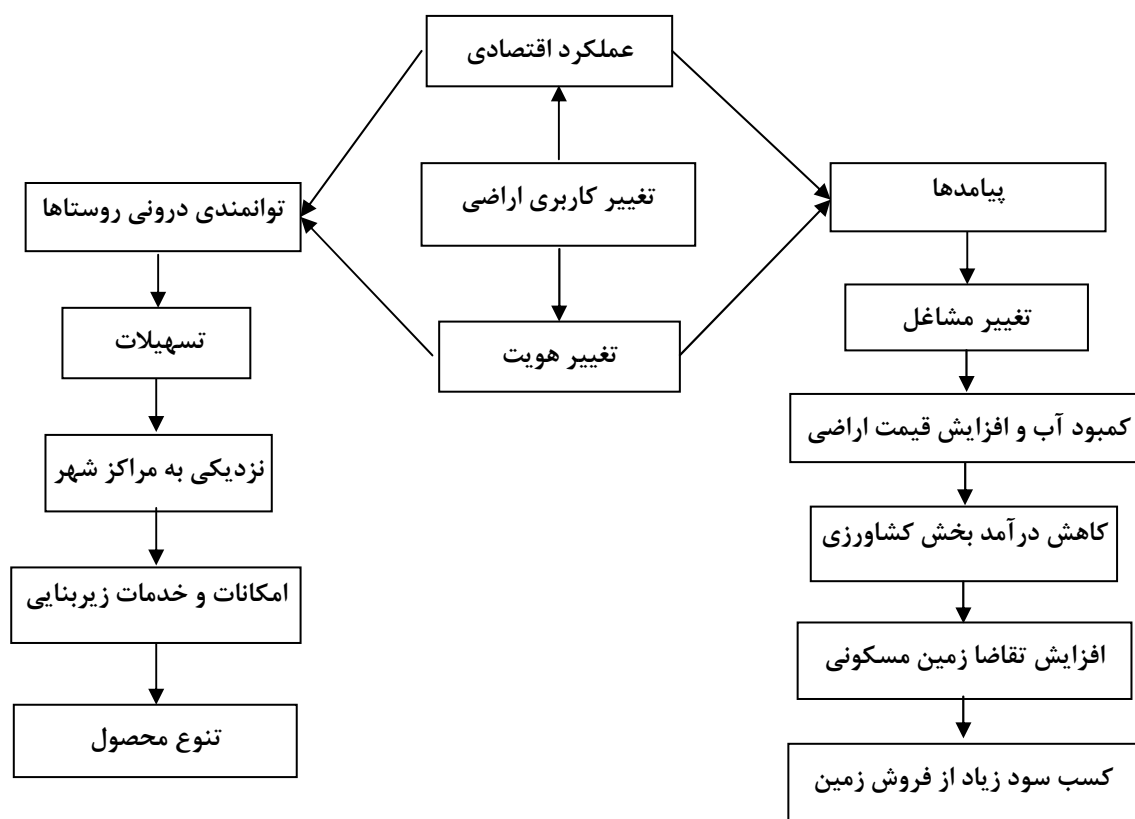 عملکرد اقتصادی
تغییر کاربری اراضی
تغییر هویت
پیامدها
تغییر مشاغل
کمبود آب و افزایش قیمت اراضی
کاهش درآمد بخش کشاورزی
افزایش تقاضا زمین مسکونی
کسب سود زیاد از فروش زمین
توانمندی درونی روستاها
تسهیلات
نزدیکی به مراکز شهر
امکانات و خدمات زیربنایی
تنوع محصول